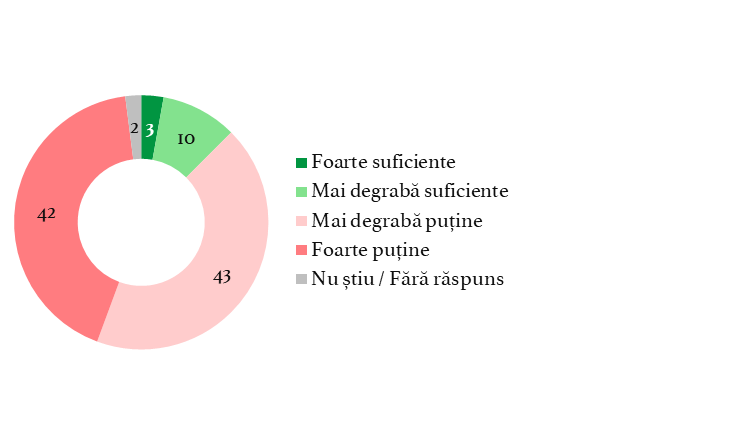 2
3
10
42
43
Foarte suficiente
Mai degrabă suficiente
Mai degrabă puține
Foarte puține
Nu știu / Fără răspuns